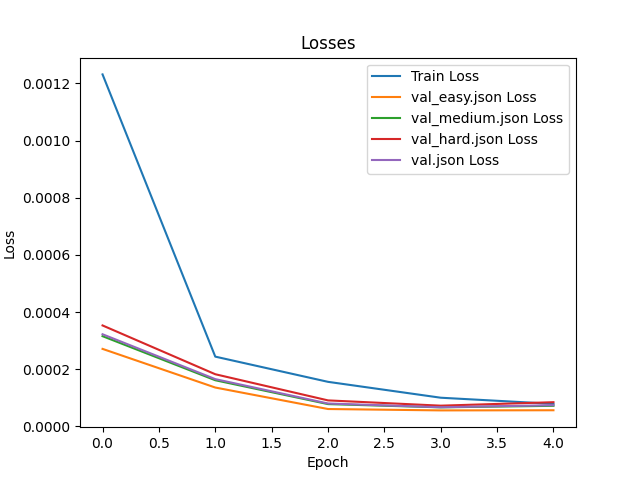 Losses
Train Loss
val_easy.json Loss
val_medium.json Loss
val_hard.json Loss
val.json Loss
0.0012
0.0010
0.0008
0.0006
0.0004
0.0002
0.0000
Loss
0.0 0.5 1.0 1.5 2.0 2.5 3.0 3.5 4.0
Epoch